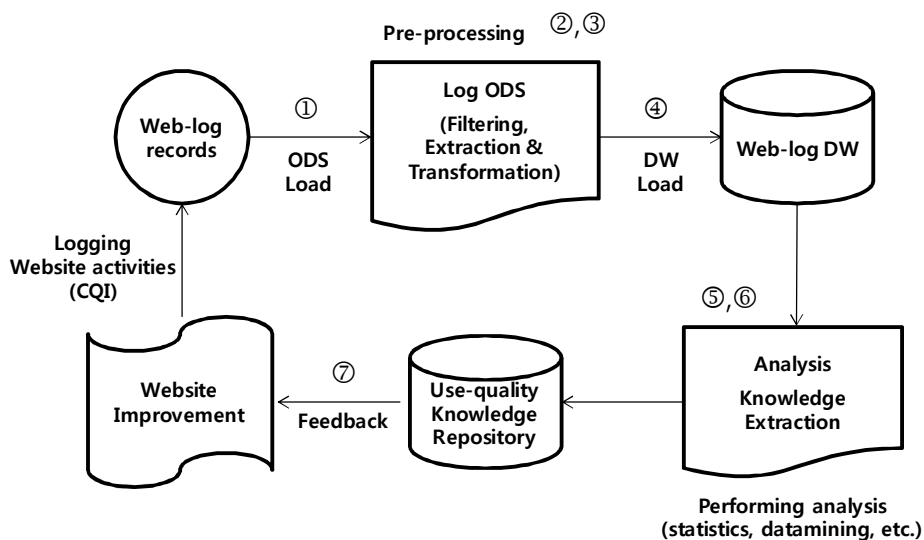 Pre-processing ②,③
Web-log
records
①
ODS
Load
Log ODS
(Filtering,
Extraction &
Transformation)
④
DW
Load
Web-log DW
⑤,⑥
Analysis
Knowledge
Extraction
Performing analysis
(statistics, datamining, etc.)
Use-quality
Knowledge
Repository
⑦
Feedback
Website
Improvement
Logging
Website activities
(CQI)